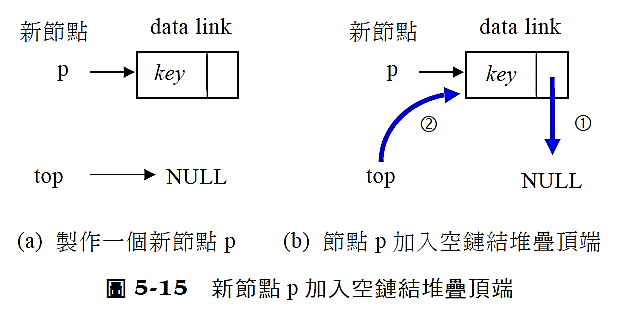 新節點 data link
p key
top NULL
(a) 製作一個新節點 p
新節點 data link
p key
② ①
top NULL
(b) 節點 p 加入空鏈結堆疊頂端
圖 5-15 新節點 p 加入空鏈結堆疊頂端